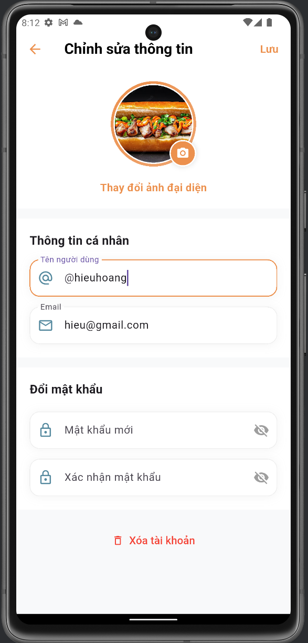 8:12
Chỉnh sửa thông tin
Lưu
Thay đổi ảnh đại diện
Thông tin cá nhân
Tên người dùng
@hieuhoang
Email
hieu@gmail.com
Đổi mật khẩu
Mật khẩu mới
Xác nhận mật khẩu
Xóa tài khoản